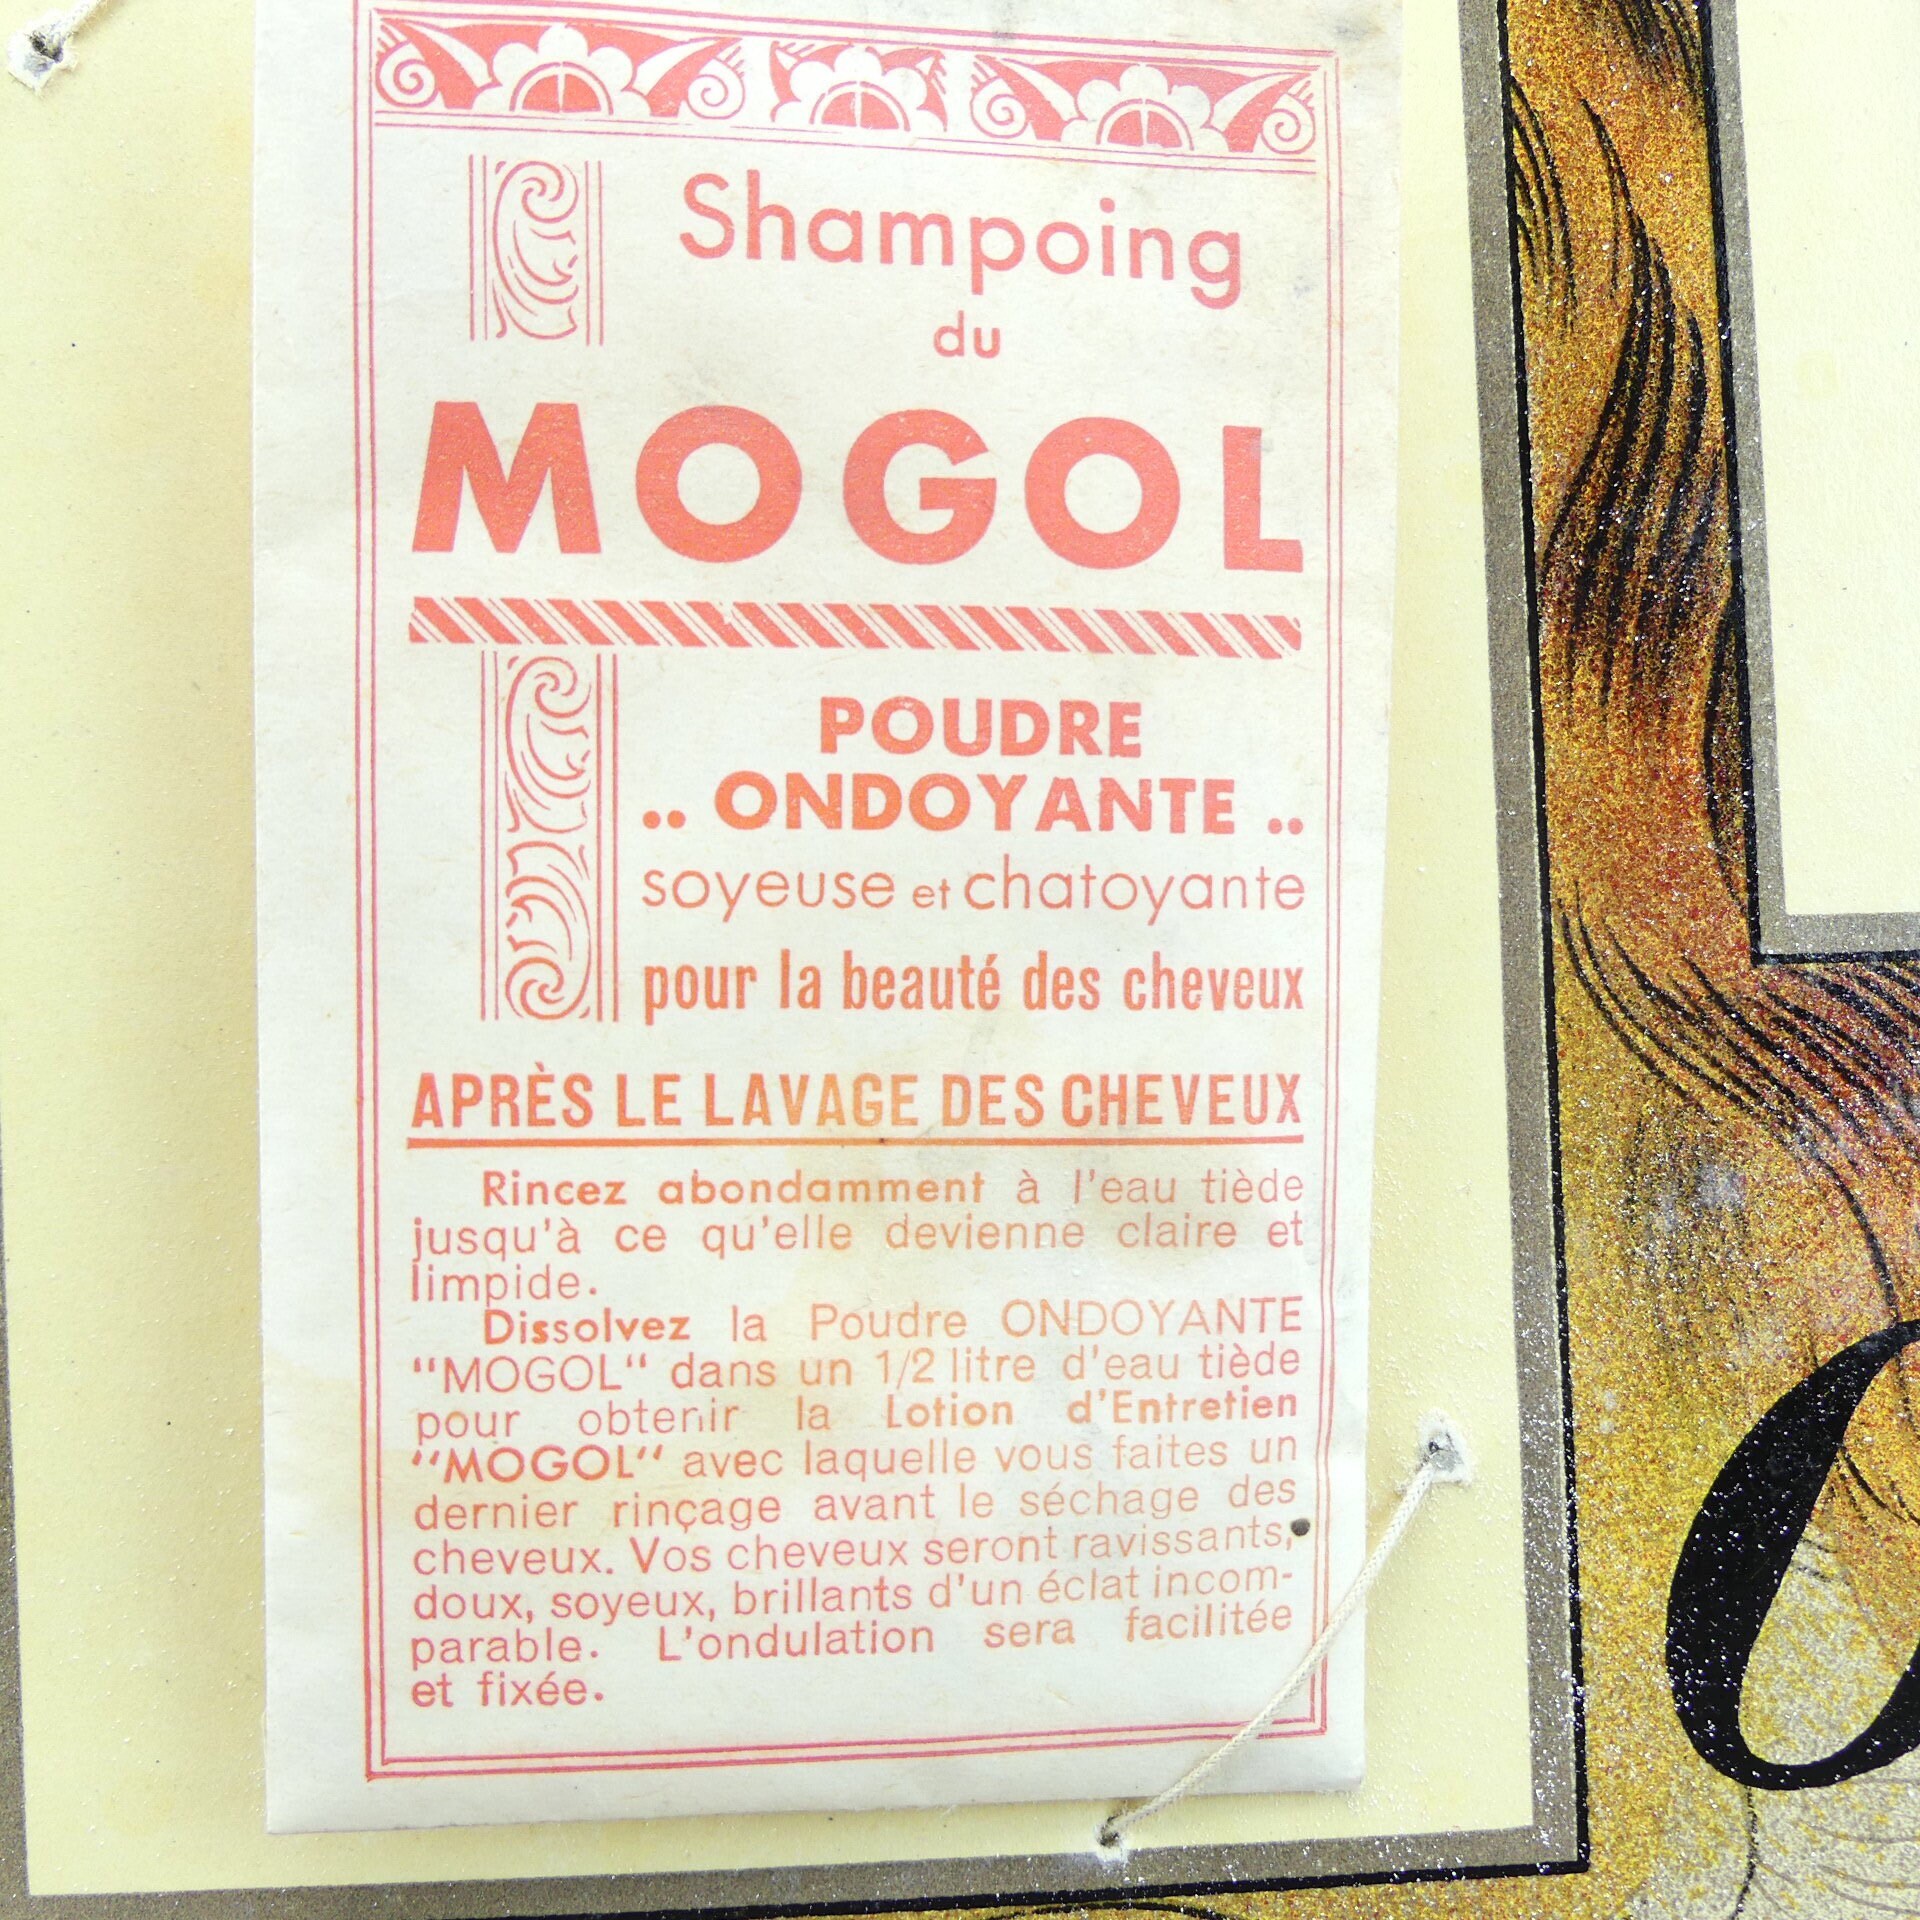 Shampoing
du
MOGOL
POUDRE
.. ONDOYANTE ..
soyeuse et chatoyante
pour la beauté des cheveux
APRÈS LE LAVAGE DES CHEVEUX
Rincez abondamment à l'eau tiède
jusqu'à ce qu'elle devienne claire et
limpide.
Dissolvez la Poudre ONDOYANTE
"MOGOL" dans un 1/2 litre d'eau tiède
pour obtenir la Lotion d'Entretien
"MOGOL" avec laquelle vous faites un
dernier rinçage avant le séchage des
cheveux. Vos cheveux seront ravissants,
doux, soyeux, brillants d'un éclat incom-
parable. L'ondulation sera facilitée
et fixée.